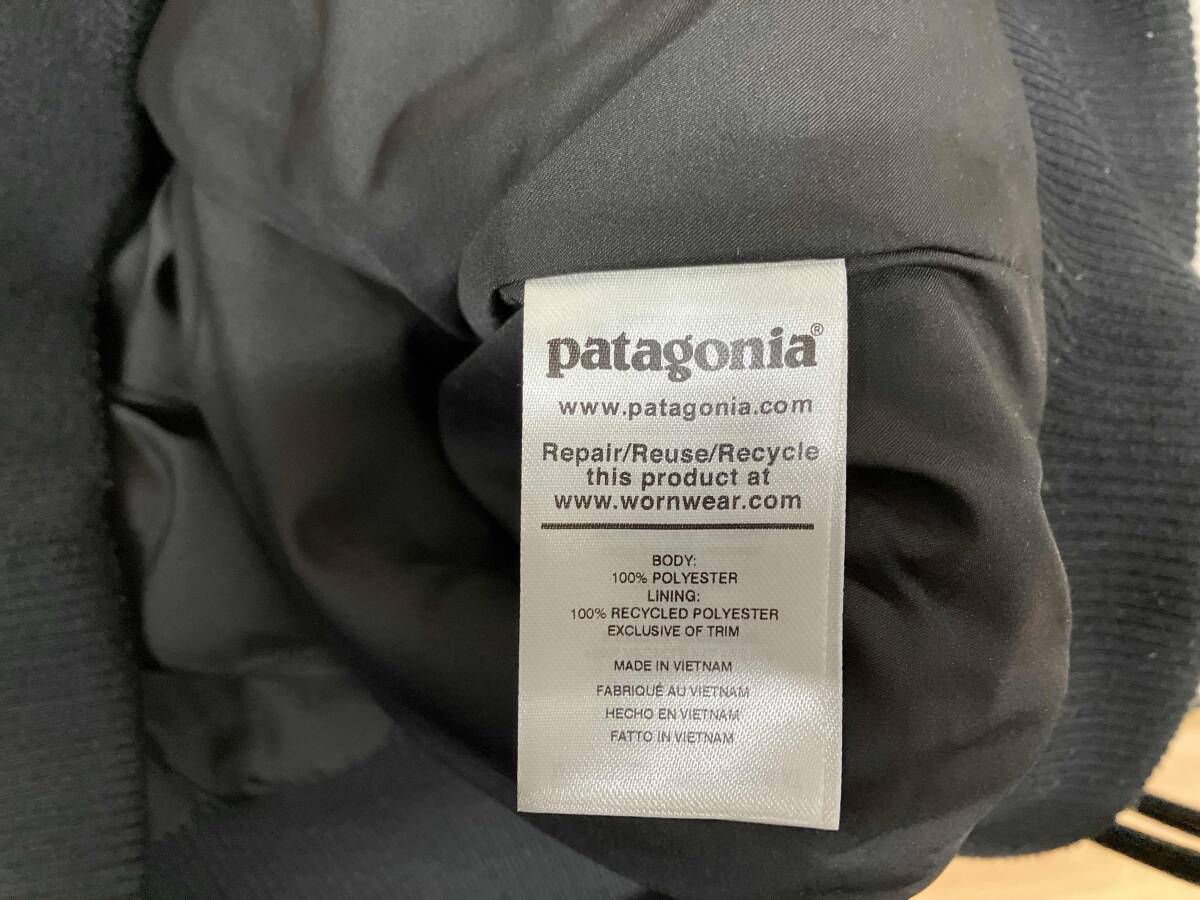 patagonia®
www.patagonia.com
Repair/Reuse/Recycle
this product at
www.wornwear.com
BODY:
100% POLYESTER
LINING:
100% RECYCLED POLYESTER
EXCLUSIVE OF TRIM
MADE IN VIETNAM
FABRIQUÉ AU VIETNAM
HECHO EN VIETNAM
FATTO IN VIETNAM